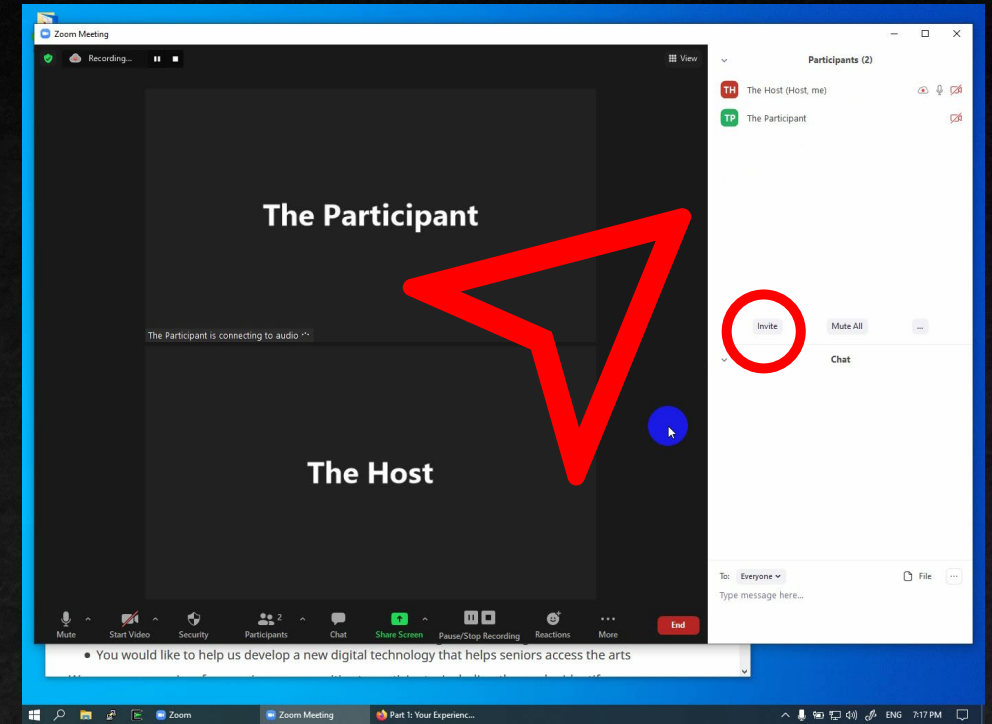 Zoom Meeting
Recording...
View
Participants (2)
TH The Host (Host, me)
TP The Participant
The Participant
The Participant is connecting to audio
Invite Mute All ...
Chat
The Host
To: Everyone File ...
Type message here...
2
Mute Start Video Security Participants Chat Share Screen Pause/Stop Recording Reactions More End
• You would like to help us develop a new digital technology that helps seniors access the arts
Zoom Zoom Meeting Part 1: Your Experienc... ENG 7:17 PM